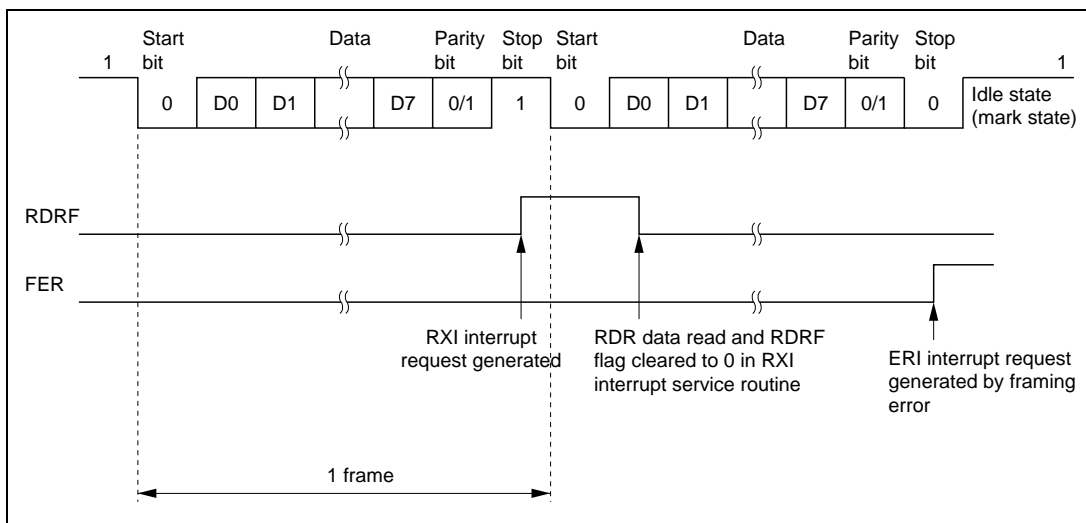 Start bit Data Parity bit Stop bit Start bit Data Parity bit Stop bit
1 1
0 D0 D1 D7 0/1 1 0 D0 D1 D7 0/1 0 Idle state (mark state)
RDRF
FER
RXI interrupt
request generated
RDR data read and RDRF
flag cleared to 0 in RXI
interrupt service routine
ERI interrupt request
generated by framing
error
1 frame